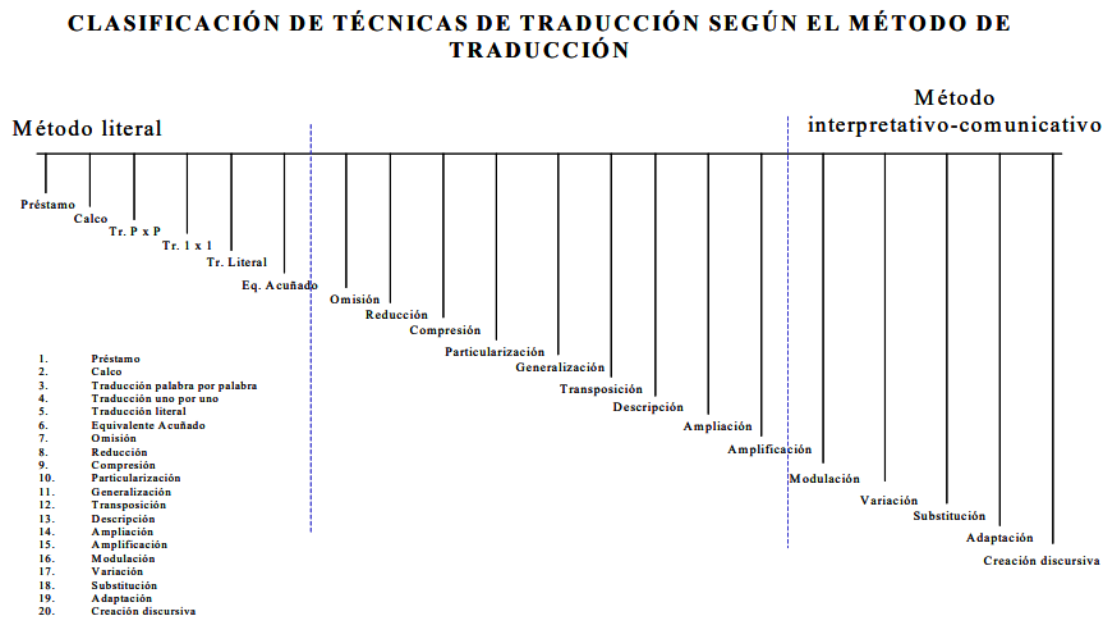 CLASIFICACIÓN DE TÉCNICAS DE TRADUCCIÓN SEGÚN EL MÉTODO DE
TRADUCCIÓN
Método literal
Método
interpretativo-comunicativo
Préstamo
Calco
Tr. P x P
Tr. 1 x 1
Tr. Literal
Eq. Acuñado
Omisión
Reducción
Compresión
Particularización
Generalización
Transposición
Descripción
Ampliación
Amplificación
Modulación
Variación
Substitución
Adaptación
Creación discursiva
1. Préstamo
2. Calco
3. Traducción palabra por palabra
4. Traducción uno por uno
5. Traducción literal
6. Equivalente Acuñado
7. Omisión
8. Reducción
9. Compresión
10. Particularización
11. Generalización
12. Transposición
13. Descripción
14. Ampliación
15. Amplificación
16. Modulación
17. Variación
18. Substitución
19. Adaptación
20. Creación discursiva